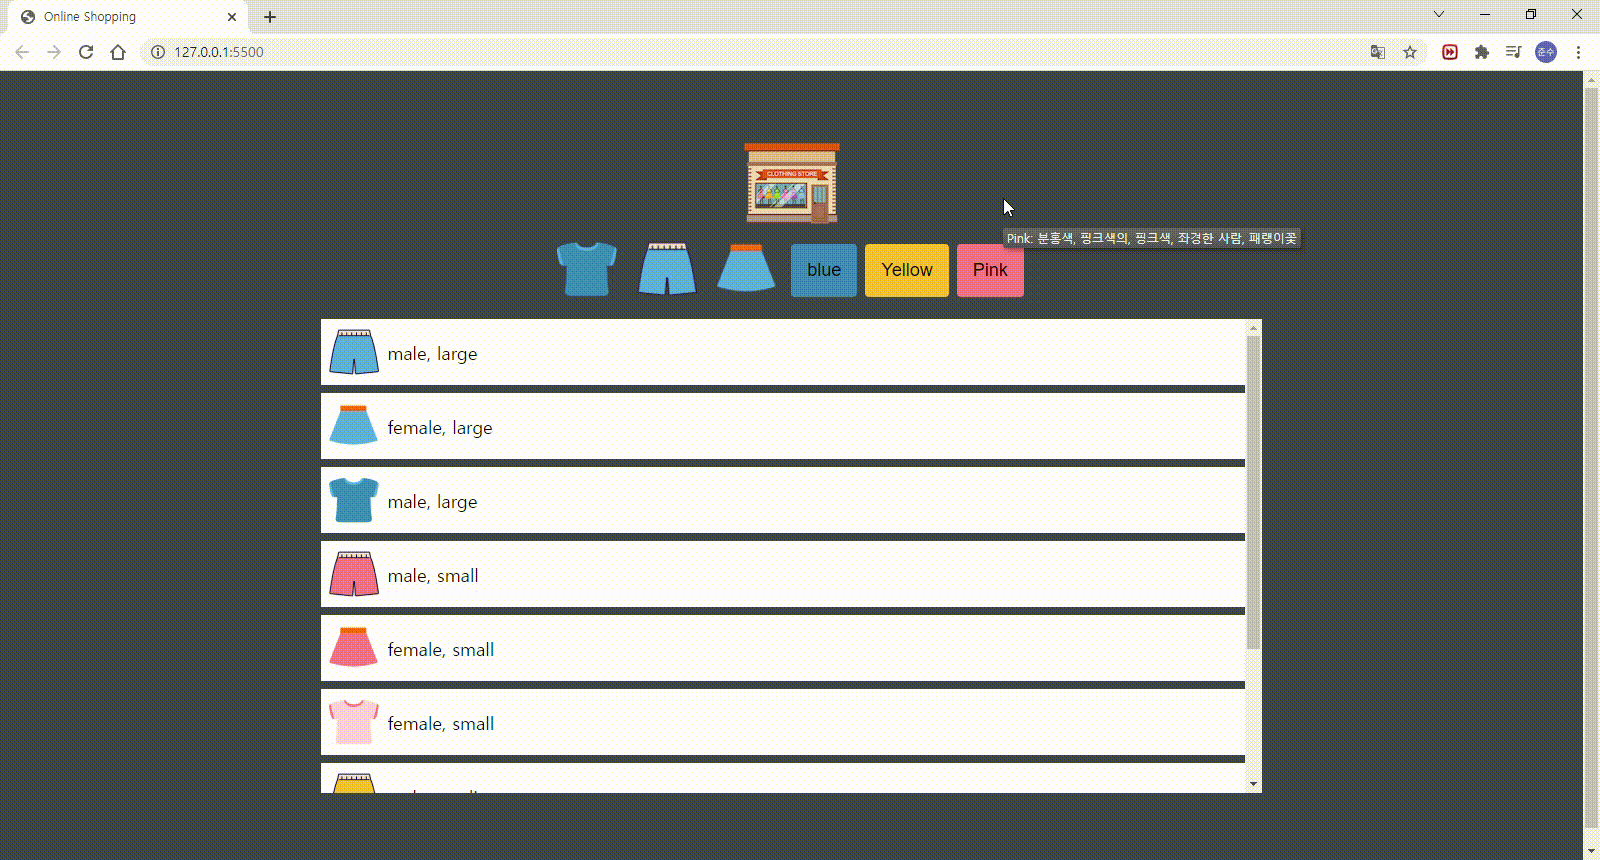 Online Shopping
127.0.0.1:5500
준수
CLOTHING STORE
Pink: 분홍색, 핑크색의, 핑크색, 좌경한 사람, 패랭이꽃
blue
Yellow
Pink
male, large
female, large
male, large
male, small
female, small
female, small